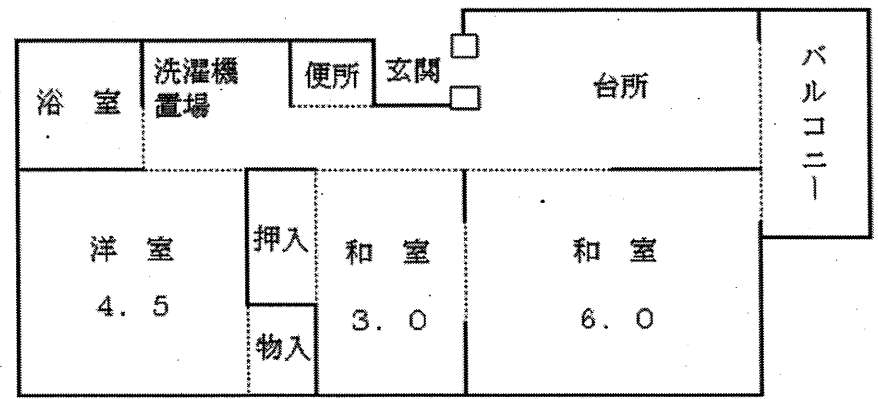 浴 室
洗濯機
置場
便所
玄関
台所
バルコニー
洋 室
4. 5
押入
物入
和 室
3. 0
和 室
6. 0